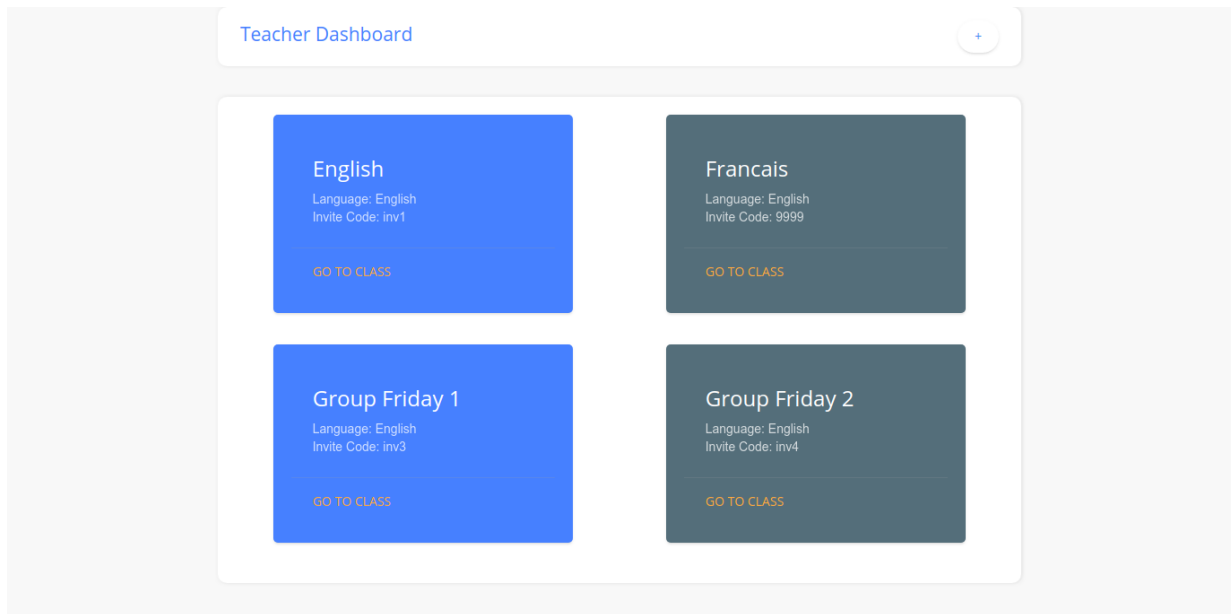 Teacher Dashboard
+
English
Language: English
Invite Code: inv1
GO TO CLASS
Francais
Language: English
Invite Code: 9999
GO TO CLASS
Group Friday 1
Language: English
Invite Code: inv3
GO TO CLASS
Group Friday 2
Language: English
Invite Code: inv4
GO TO CLASS